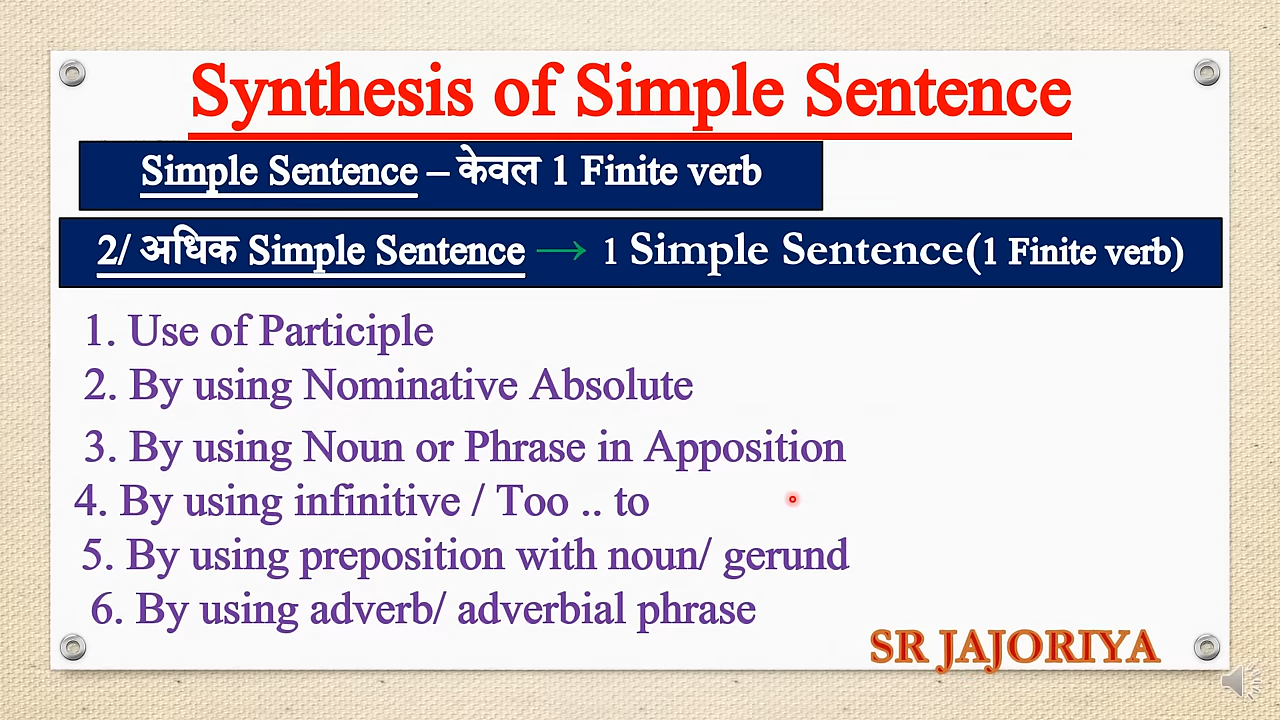 Synthesis of Simple Sentence
Simple Sentence – केवल 1 Finite verb
2/ अधिक Simple Sentence → 1 Simple Sentence(1 Finite verb)
1. Use of Participle
2. By using Nominative Absolute
3. By using Noun or Phrase in Apposition
4. By using infinitive / Too .. to
5. By using preposition with noun/ gerund
6. By using adverb/ adverbial phrase
SR JAJORIYA